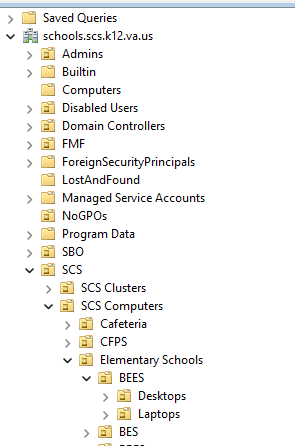 Saved Queries
schools.scs.k12.va.us
Admins
Builtin
Computers
Disabled Users
Domain Controllers
FMF
ForeignSecurityPrincipals
LostAndFound
Managed Service Accounts
NoGPOs
Program Data
SBO
SCS
SCS Clusters
SCS Computers
Cafeteria
CFPS
Elementary Schools
BEES
Desktops
Laptops
BES